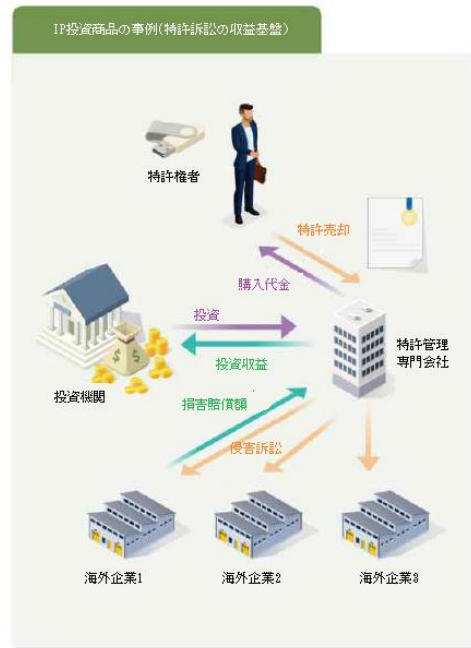 IP投資商品の事例(特許訴訟の収益基盤)
特許権者
特許売却
購入代金
投資
特許管理
専門会社
投資収益
投資機関
損害賠償額
侵害訴訟
海外企業1
海外企業2
海外企業3